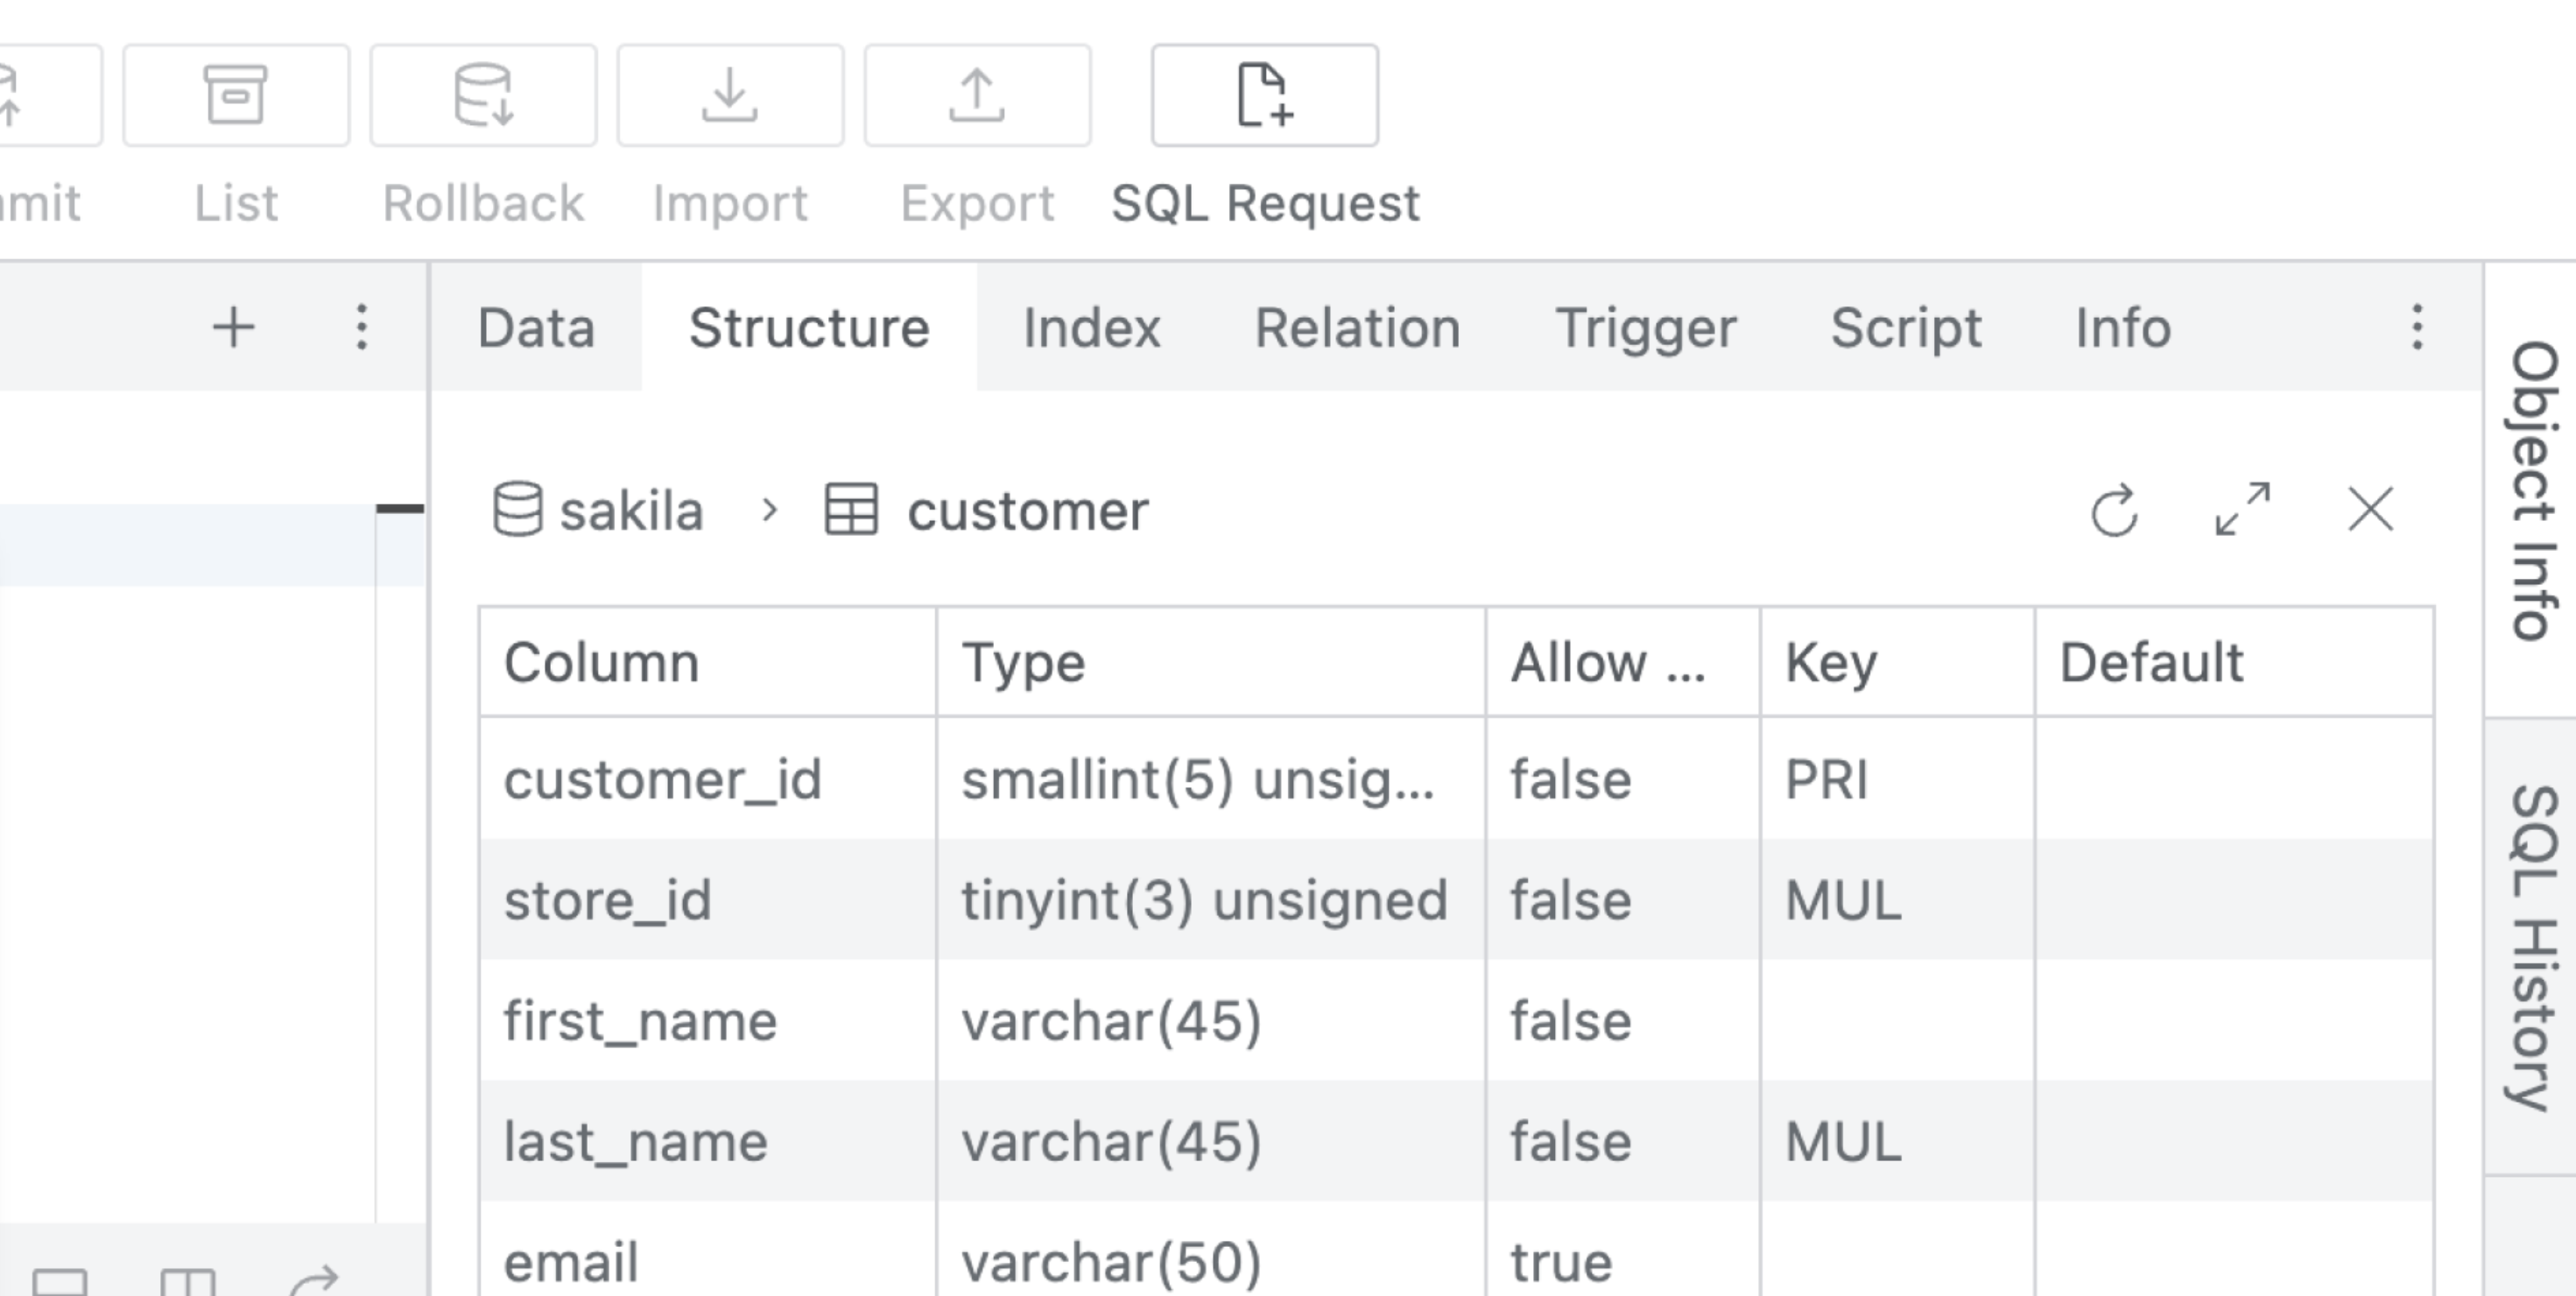 mmit List Rollback Import Export SQL Request
Data Structure Index Relation Trigger Script Info
sakila > customer
Column Type Allow ... Key Default
customer_id smallint(5) unsig... false PRI
store_id tinyint(3) unsigned false MUL
first_name varchar(45) false
last_name varchar(45) false MUL
email varchar(50) true
Object Info
SQL History